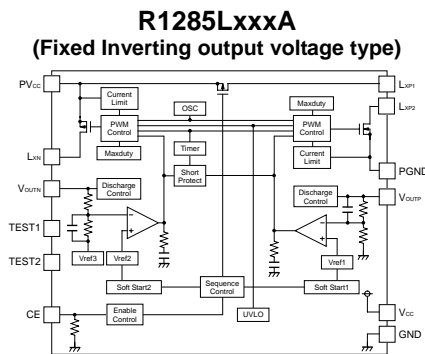 R1285LxxxA
(Fixed Inverting output voltage type)
PVCC
LXP1
Current
Limit
OSC
Maxduty
LXP2
PWM
Control
PWM
Control
LXN
Maxduty
Timer
Current
Limit
PGND
VOUTN
Discharge
Control
Short
Protect
Discharge
Control
VOUTP
TEST1
Vref3
Vref2
Vref1
TEST2
Soft Start2
Sequence
Control
Soft Start1
CE
Enable
Control
UVLO
VCC
GND